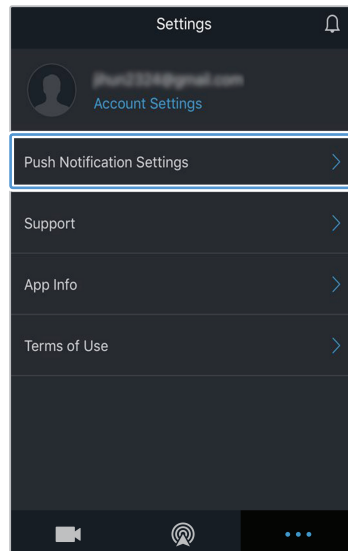 Settings
Account Settings
Push Notification Settings
Support
App Info
Terms of Use